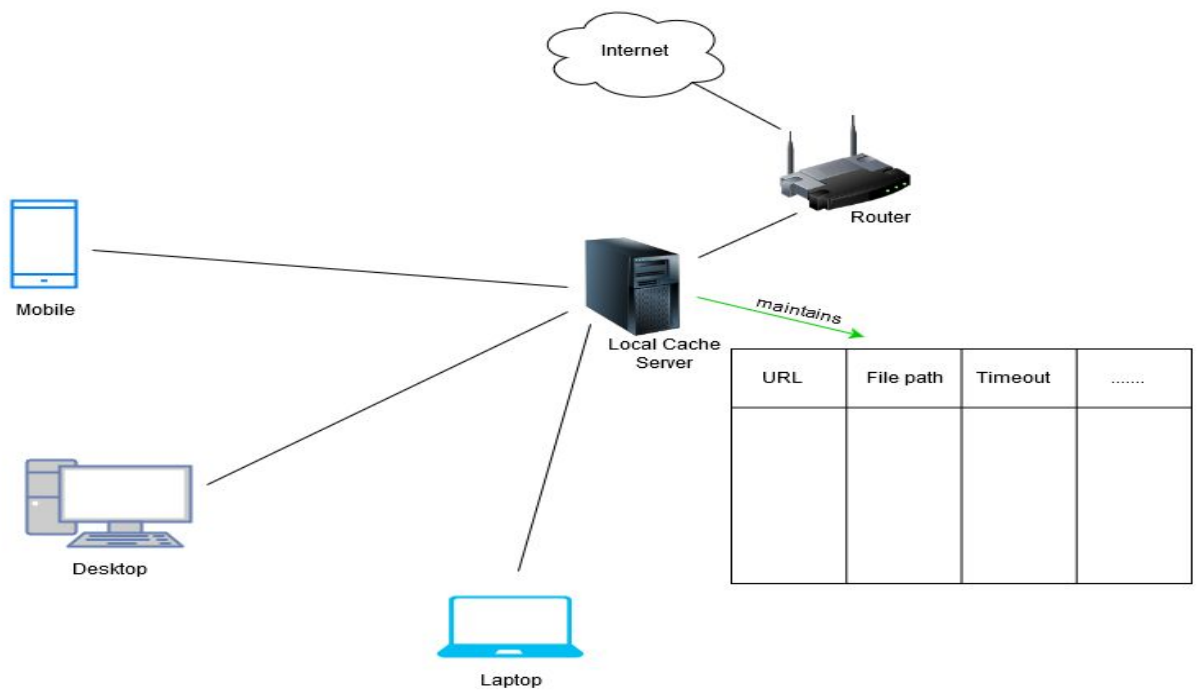 Internet
Router
Mobile
maintains
Local Cache
Server
URL File path Timeout .......
Desktop
Laptop